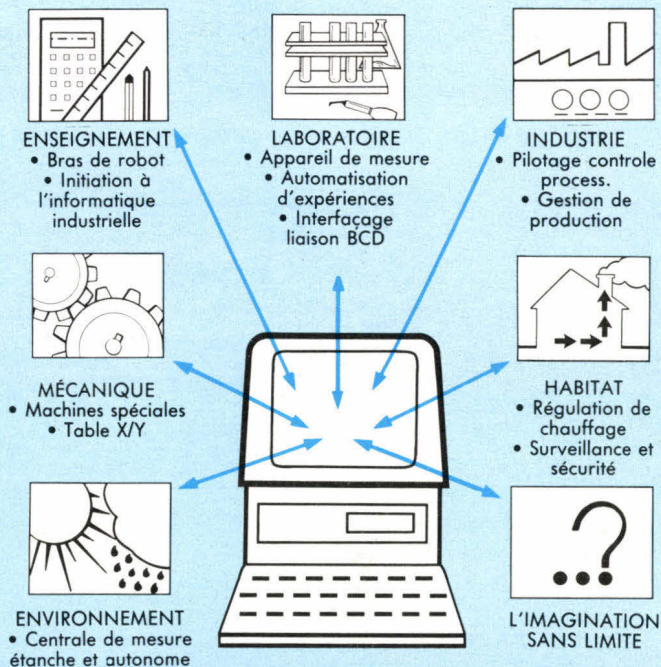 ENSEIGNEMENT
• Bras de robot
• Initiation à
l'informatique
industrielle
LABORATOIRE
• Appareil de mesure
• Automatisation
d'expériences
• Interfaçage
liaison BCD
INDUSTRIE
• Pilotage controle
process.
• Gestion de
production
MÉCANIQUE
• Machines spéciales
• Table X/Y
HABITAT
• Régulation de
chauffage
• Surveillance et
sécurité
ENVIRONNEMENT
• Centrale de mesure
étanche et autonome
?
...
L'IMAGINATION
SANS LIMITE